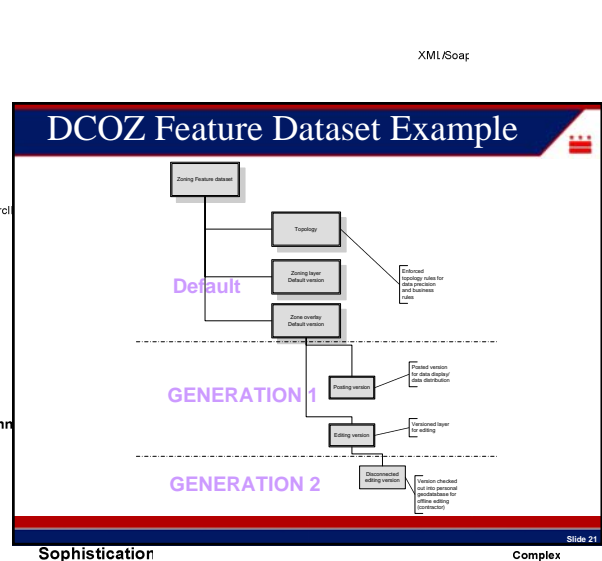 XML/Soap
DCOZ Feature Dataset Example
Zoning Feature dataset
Topology
Enforced
topology rules for
data precision
and business
rules
Zoning layer
Default version
Default
Zone overlay
Default version
Posted version
for data display/
data distribution
Posting version
GENERATION 1
Versioned layer
for editing
Editing version
Disconnected
editing version
GENERATION 2
Version checked
out into personal
geodatabase for
offline editing
(contractor)
Slide 21
Sophistication
Complex